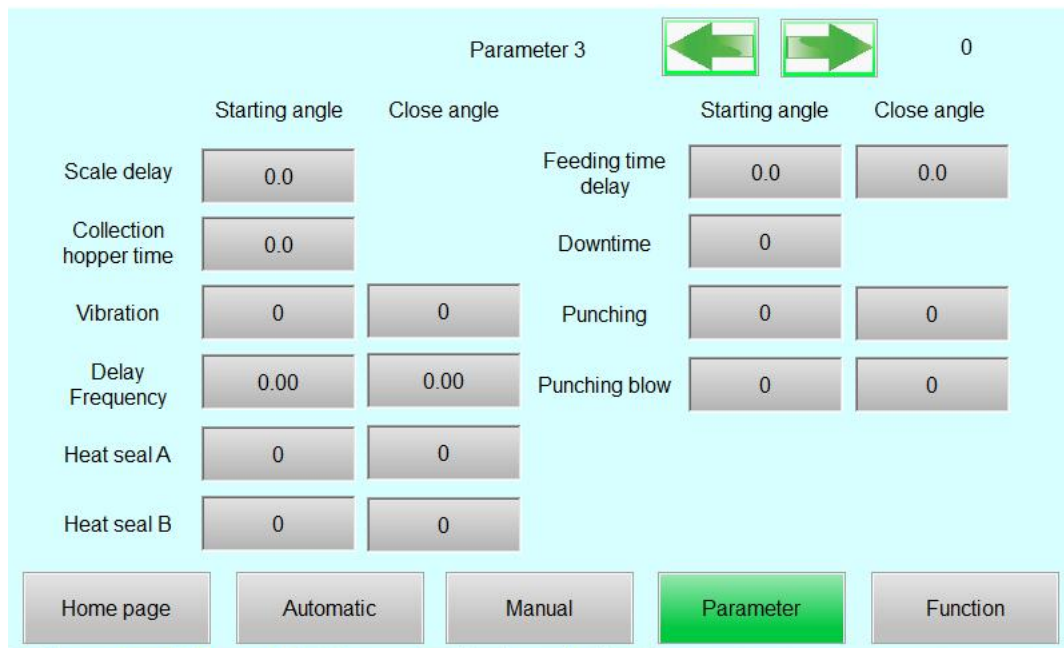 Parameter 3 0
Starting angle Close angle Starting angle Close angle
Scale delay 0.0 Feeding time
delay 0.0 0.0
Collection
hopper time 0.0 Downtime 0
Vibration 0 0 Punching 0 0
Delay
Frequency 0.00 0.00 Punching blow 0 0
Heat seal A 0 0
Heat seal B 0 0
Home page Automatic Manual Parameter Function